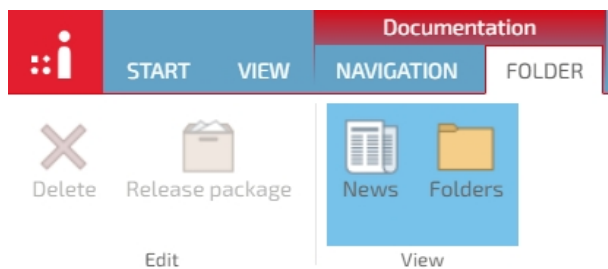 Documentation
START VIEW NAVIGATION FOLDER
Delete Release package News Folders
Edit View